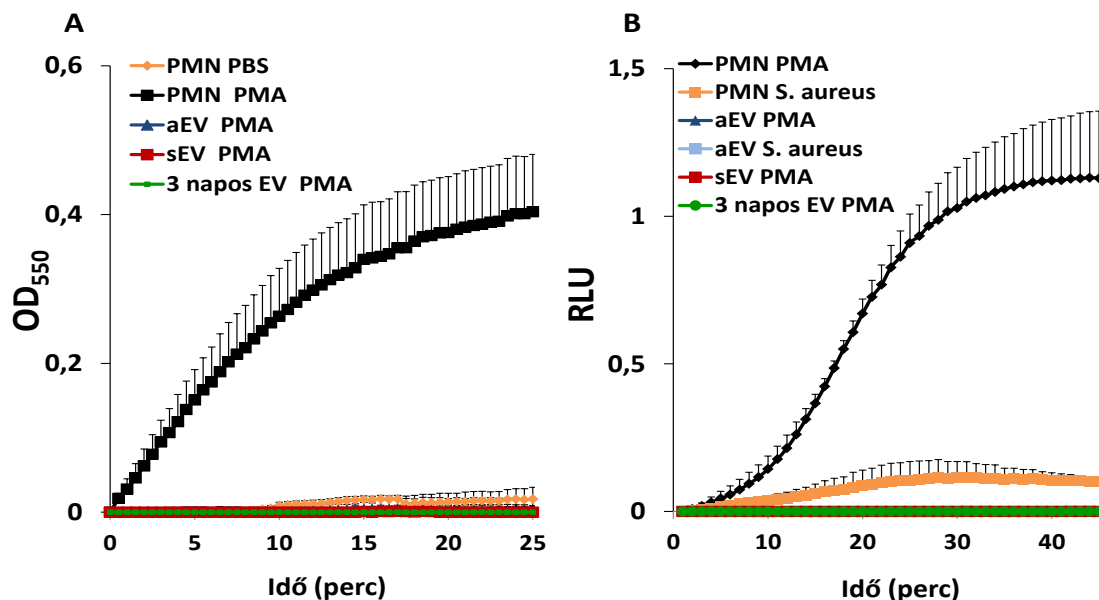 A
0,6
0,4
0,2
0
OD550
PMN PBS
PMN PMA
aEV PMA
sEV PMA
3 napos EV PMA
0 5 10 15 20 25
Idő (perc)
B
1,5
1
0,5
0
RLU
PMN PMA
PMN S. aureus
aEV PMA
aEV S. aureus
sEV PMA
3 napos EV PMA
0 10 20 30 40
Idő (perc)